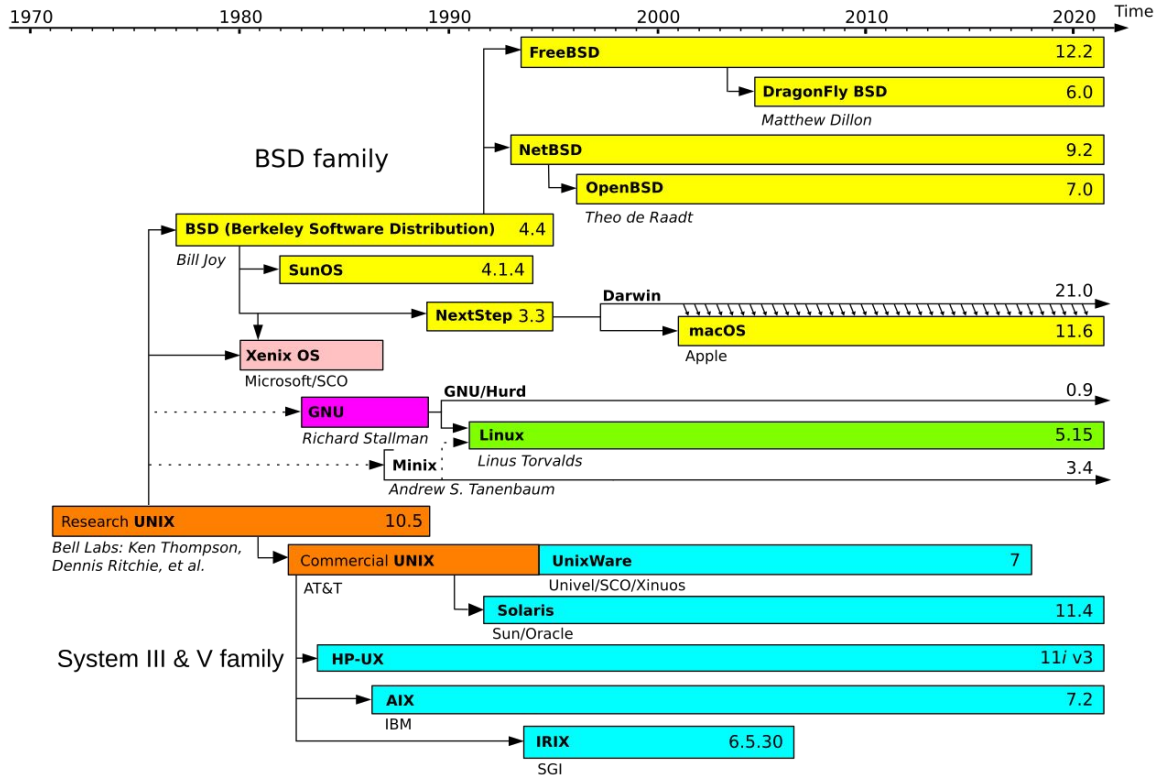 1970 1980 1990 2000 2010 2020 Time
FreeBSD 12.2
DragonFly BSD 6.0
Matthew Dillon
NetBSD 9.2
BSD family
OpenBSD 7.0
Theo de Raadt
BSD (Berkeley Software Distribution) 4.4
Bill Joy
SunOS 4.1.4
Darwin 21.0
NextStep 3.3
macOS 11.6
Apple
Xenix OS
Microsoft/SCO
GNU/Hurd 0.9
GNU
Richard Stallman
Linux 5.15
Linus Torvalds
Minix 3.4
Andrew S. Tanenbaum
Research UNIX 10.5
Bell Labs: Ken Thompson,
Dennis Ritchie, et al.
Commercial UNIX UnixWare 7
AT&T Univel/SCO/Xinuos
Solaris 11.4
Sun/Oracle
System III & V family
HP-UX 11i v3
AIX 7.2
IBM
IRIX 6.5.30
SGI